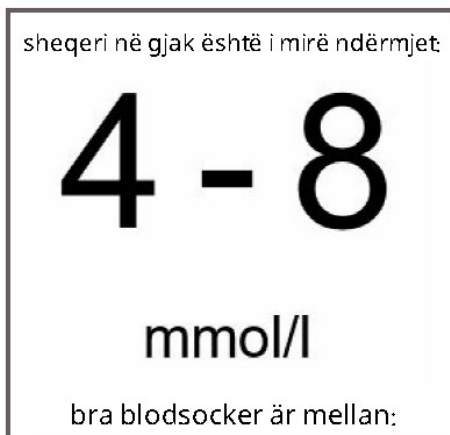 sheqeri në gjak është i mirë ndërmjet:
4 - 8
mmol/l
bra blodsocker är mellan: